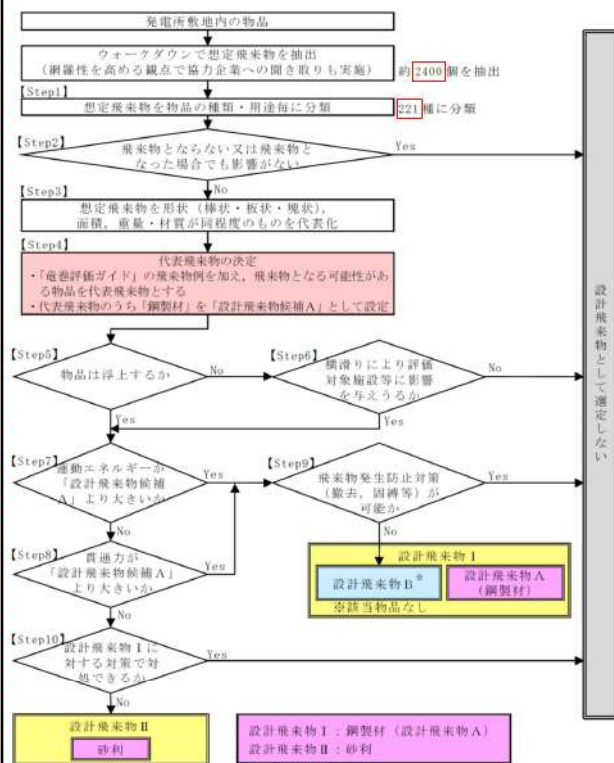 発電所敷地内の物品
ウォークダウンで想定飛来物を抽出
(網羅性を高める観点で協力企業への聞き取りも実施)
約2400個を抽出
【Step1】
想定飛来物を物品の種類・用途毎に分類
221種に分類
【Step2】
飛来物とならない又は飛来物と
なった場合でも影響がない
Yes
No
【Step3】
想定飛来物を形状(棒状・板状・塊状),
面積,重量・材質が同程度のものを代表化
【Step4】
代表飛来物の決定
・「竜巻評価ガイド」の飛来物例を加え,飛来物となる可能性があ
る物品を代表飛来物とする
・代表飛来物のうち「鋼製材」を「設計飛来物候補A」として設定
【Step5】
物品は浮上するか
No
Yes
【Step6】
横滑りにより評価
対象施設等に影響
を与えうるか
No
Yes
【Step7】
運動エネルギーが
「設計飛来物候補
A」より大きいか
Yes
No
【Step8】
貫通力が
「設計飛来物候補A」
より大きいか
Yes
No
【Step9】
飛来物発生防止対策
(撤去,固縛等)が
可能か
Yes
No
設計飛来物Ⅰ
設計飛来物B※
設計飛来物A
(鋼製材)
※該当物品なし
【Step10】
設計飛来物Ⅰに
対する対策で対
処できるか
Yes
No
設計飛来物Ⅱ
砂利
設計飛来物Ⅰ:鋼製材(設計飛来物A)
設計飛来物Ⅱ:砂利
設計飛来物として選定しない